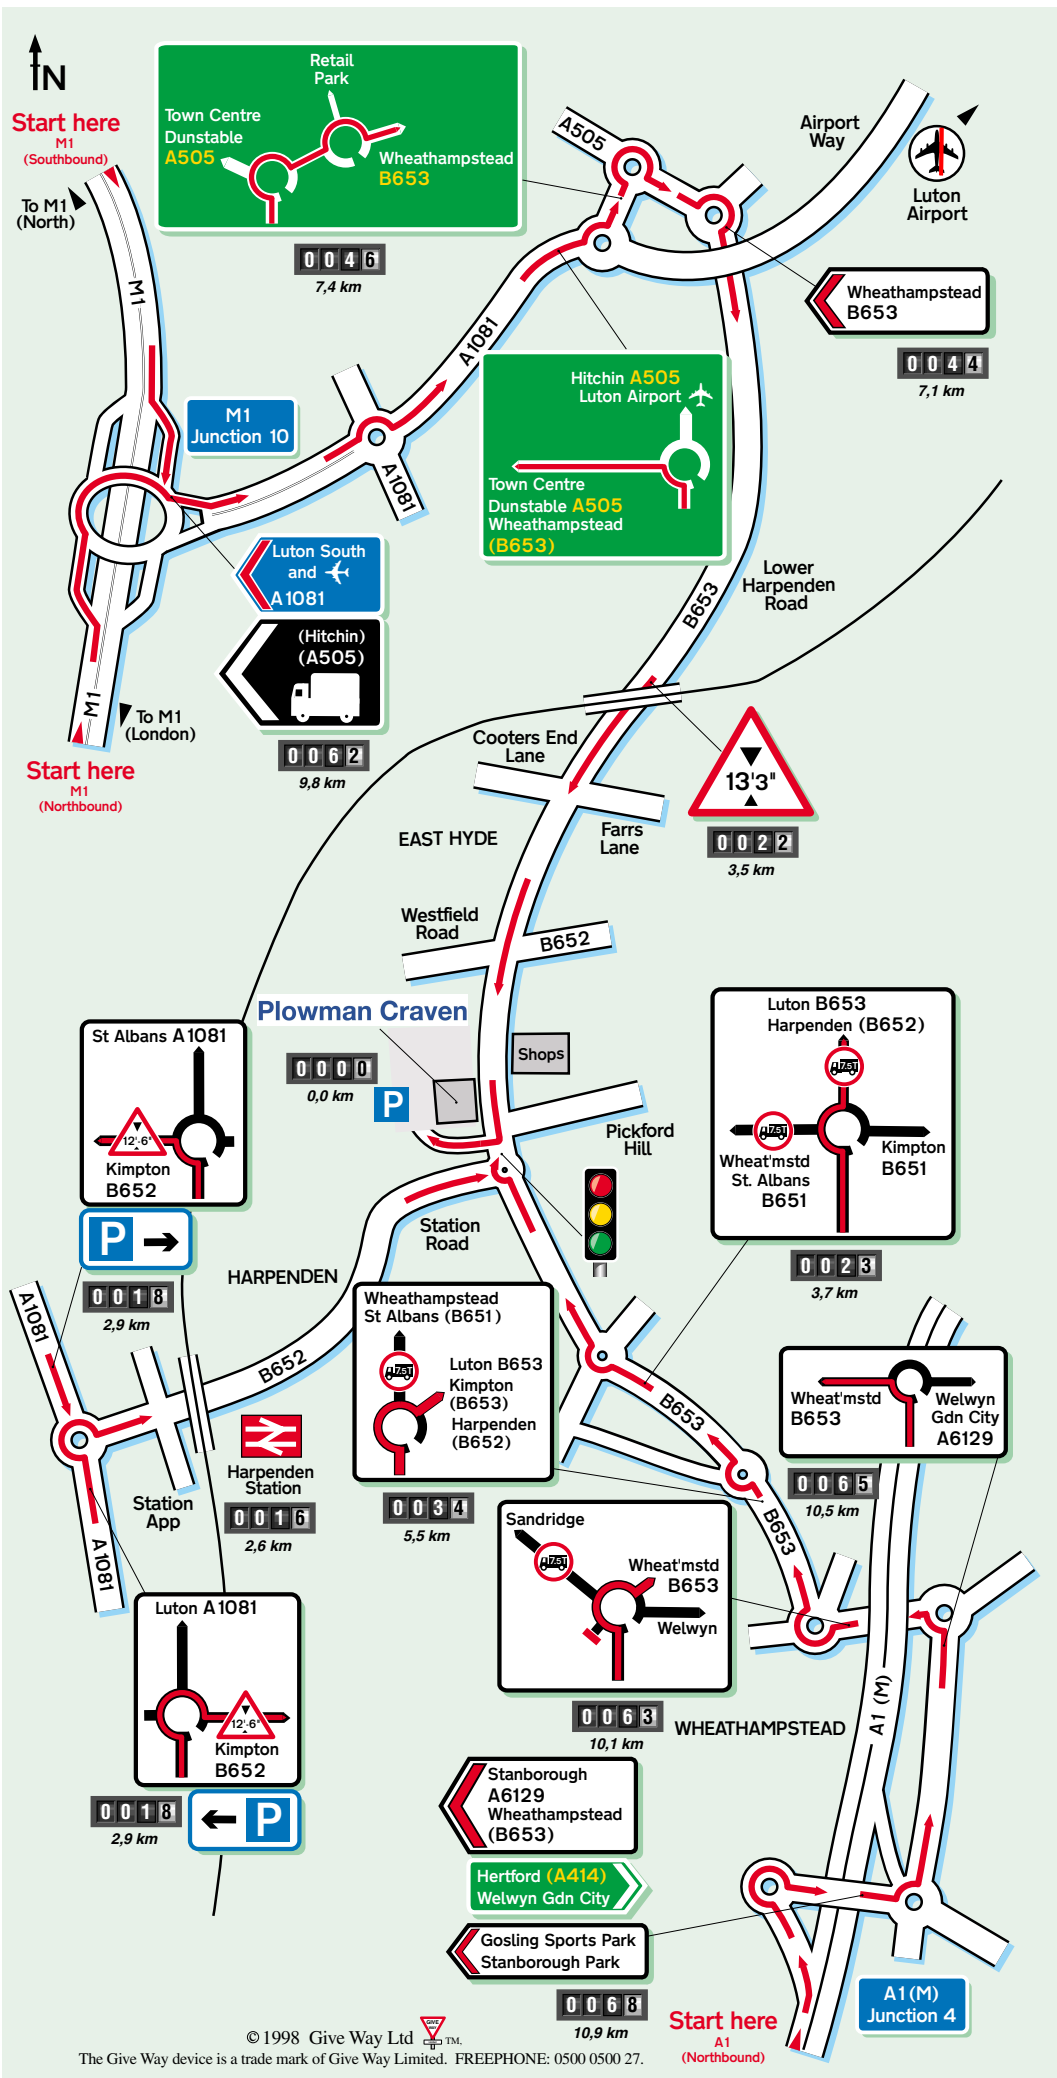 N
Start here
M1
(Southbound)
To M1
(North)
Retail
Park
Town Centre
Dunstable
A505
Wheathampstead
B653
0046
7,4 km
A505
Airport
Way
Luton
Airport
Wheathampstead
B653
0044
7,1 km
M1
A1081
M1
Junction 10
A1081
Hitchin A505
Luton Airport
Town Centre
Dunstable A505
Wheathampstead
(B653)
Luton South
and
A1081
(Hitchin)
(A505)
0062
9,8 km
M1
To M1
(London)
Start here
M1
(Northbound)
Lower
Harpenden
Road
B653
Cooters End
Lane
13'3"
0022
3,5 km
Farrs
Lane
EAST HYDE
Westfield
Road
B652
Plowman Craven
0000
0,0 km
P
Shops
Pickford
Hill
St Albans A1081
12'-6"
Kimpton
B652
P
0018
2,9 km
Luton B653
Harpenden (B652)
7.5T
7.5T
Wheat'mstd
St. Albans
B651
Kimpton
B651
0023
3,7 km
Station
Road
HARPENDEN
A1081
B652
Wheathampstead
St Albans (B651)
7.5T
Luton B653
Kimpton
(B653)
Harpenden
(B652)
0034
5,5 km
B653
B653
Wheat'mstd
B653
Welwyn
Gdn City
A6129
0065
10,5 km
Harpenden
Station
0016
2,6 km
Station
App
A1081
Sandridge
7.5T
Wheat'mstd
B653
Welwyn
0063
10,1 km
Luton A1081
12'-6"
Kimpton
B652
0018
2,9 km
P
WHEATHAMPSTEAD
A1 (M)
Stanborough
A6129
Wheathampstead
(B653)
Hertford (A414)
Welwyn Gdn City
Gosling Sports Park
Stanborough Park
0068
10,9 km
A1(M)
Junction 4
Start here
A1
(Northbound)
© 1998 Give Way Ltd GIVE WAY TM.
The Give Way device is a trade mark of Give Way Limited. FREEPHONE: 0500 0500 27.